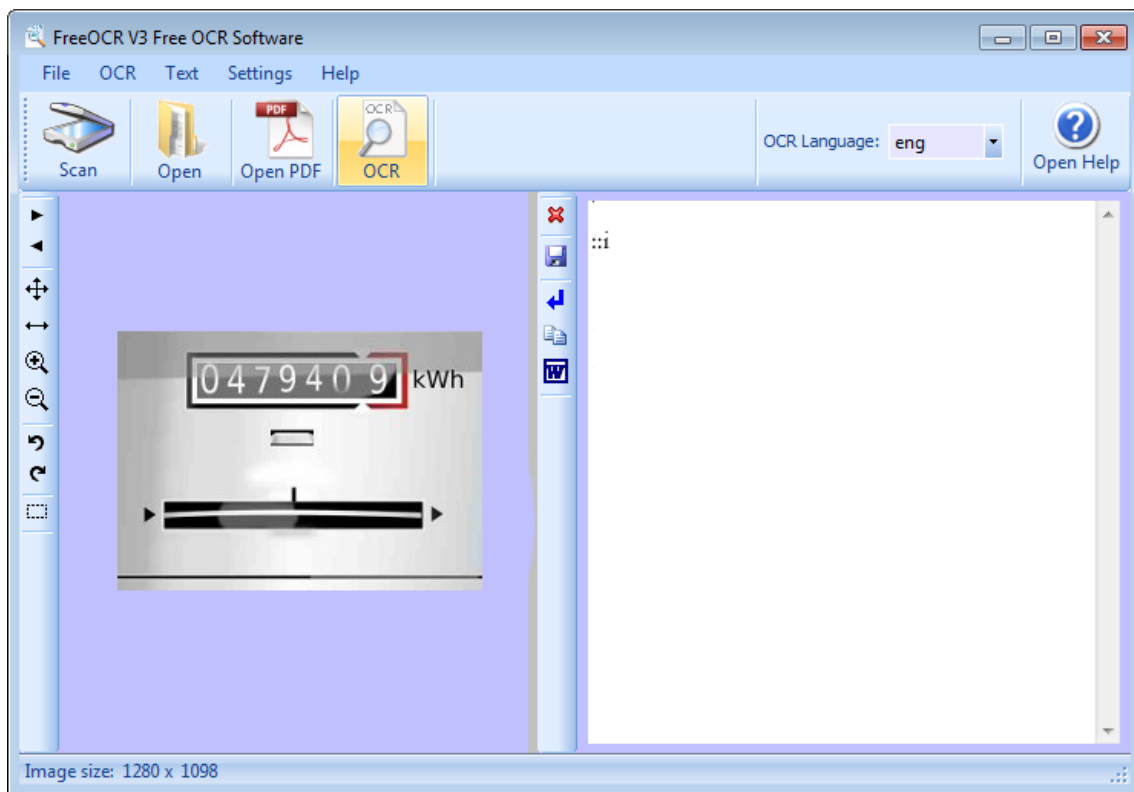 FreeOCR V3 Free OCR Software
File OCR Text Settings Help
Scan Open PDF Open PDF OCR OCR OCR Language: eng Open Help
::i
0479409 kWh
Image size: 1280 x 1098